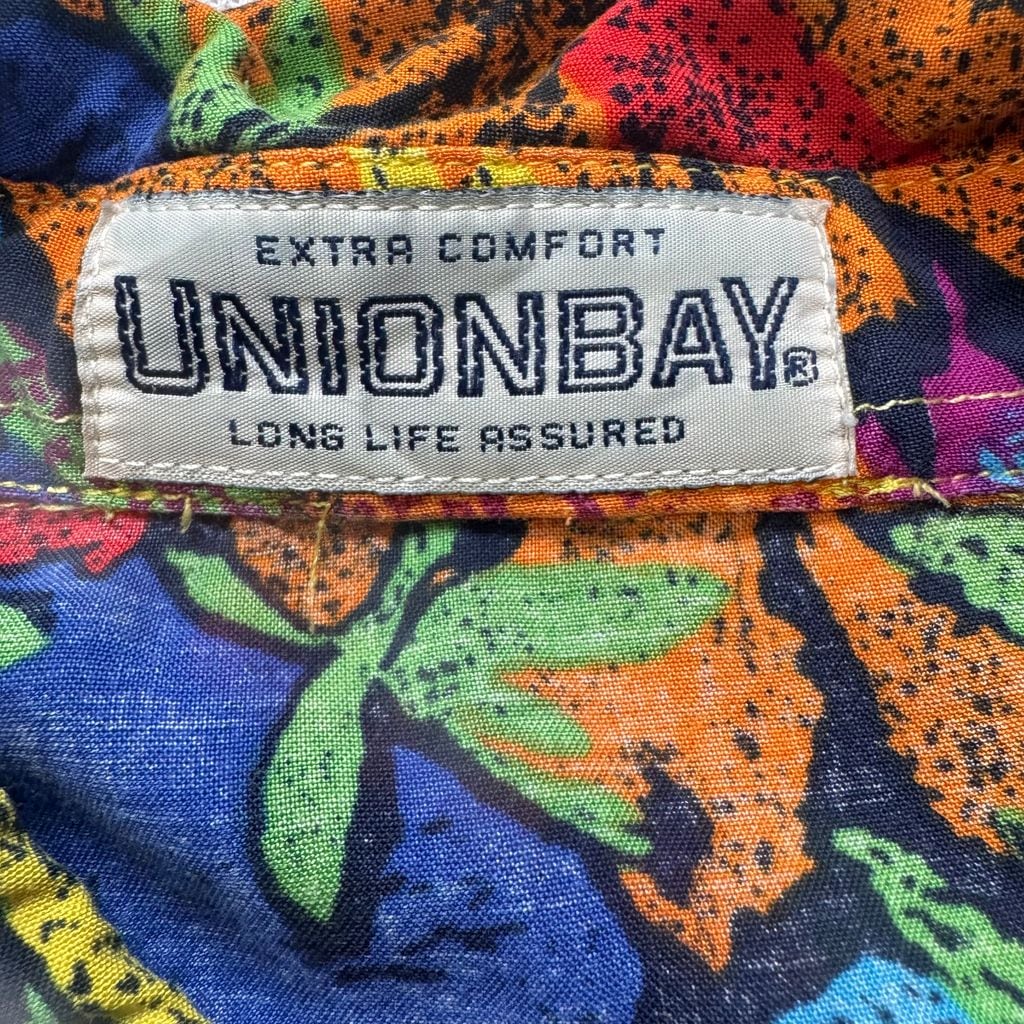 EXTRA COMFORT
UNIONBAY®
LONG LIFE ASSURED